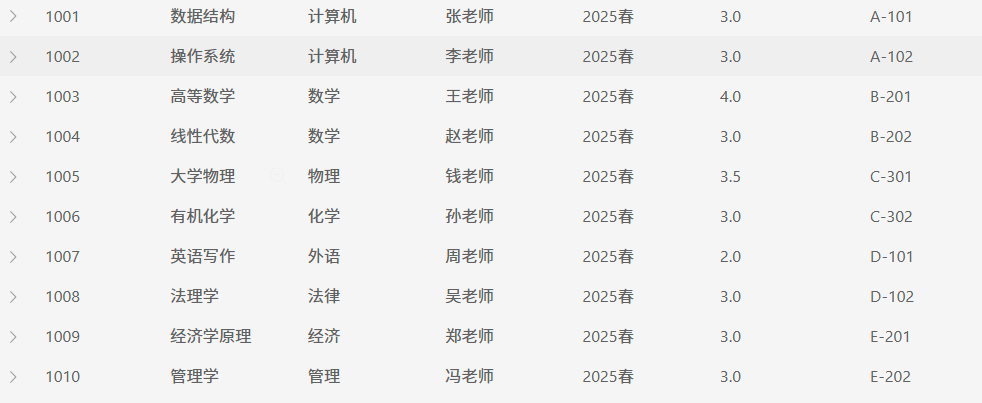 1001 数据结构 计算机 张老师 2025春 3.0 A-101
1002 操作系统 计算机 李老师 2025春 3.0 A-102
1003 高等数学 数学 王老师 2025春 4.0 B-201
1004 线性代数 数学 赵老师 2025春 3.0 B-202
1005 大学物理 物理 钱老师 2025春 3.5 C-301
1006 有机化学 化学 孙老师 2025春 3.0 C-302
1007 英语写作 外语 周老师 2025春 2.0 D-101
1008 法理学 法律 吴老师 2025春 3.0 D-102
1009 经济学原理 经济 郑老师 2025春 3.0 E-201
1010 管理学 管理 冯老师 2025春 3.0 E-202